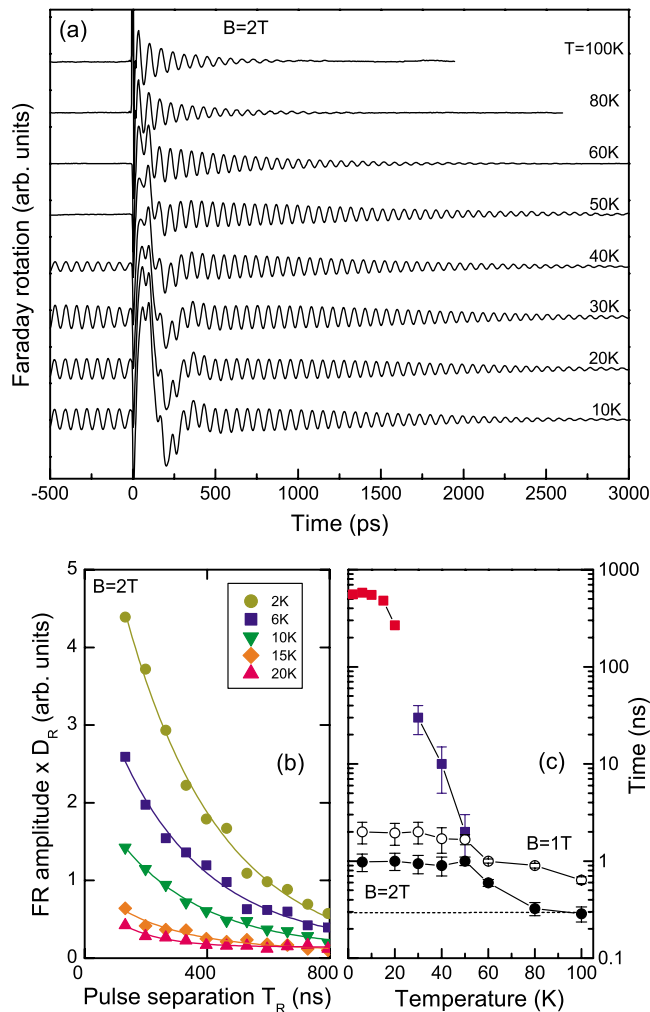 (a)
B=2T
T=100K
80K
60K
50K
40K
30K
20K
10K
Faraday rotation (arb. units)
-500 0 500 1000 1500 2000 2500 3000
Time (ps)
B=2T
2K
6K
10K
15K
20K
(b)
5
4
3
2
1
0
FR amplitude x D_R (arb. units)
0 400 800
Pulse separation T_R (ns)
(c)
B=1T
B=2T
1000
100
10
1
0.1
Time (ns)
0 20 40 60 80 100
Temperature (K)